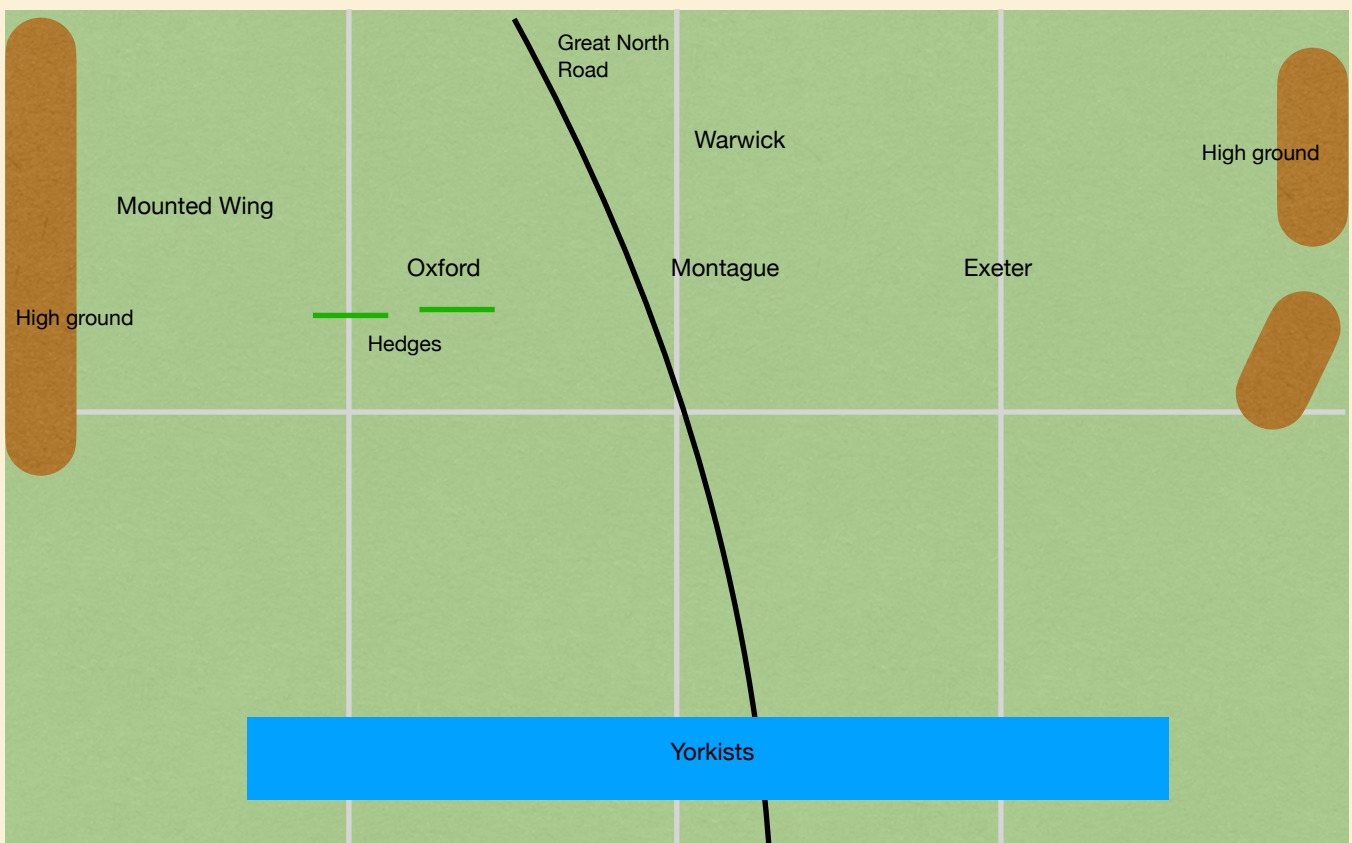 Great North
Road
Warwick
High ground
Mounted Wing
Oxford
Montague
Exeter
High ground
Hedges
Yorkists